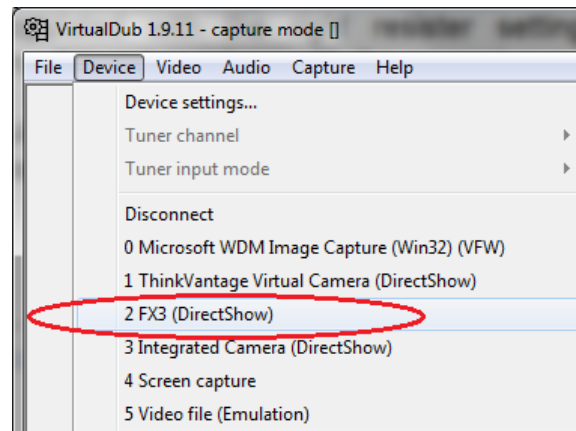 VirtualDub 1.9.11 - capture mode []
File Device Video Audio Capture Help
Device settings...
Tuner channel
Tuner input mode
Disconnect
0 Microsoft WDM Image Capture (Win32) (VFW)
1 ThinkVantage Virtual Camera (DirectShow)
2 FX3 (DirectShow)
3 Integrated Camera (DirectShow)
4 Screen capture
5 Video file (Emulation)